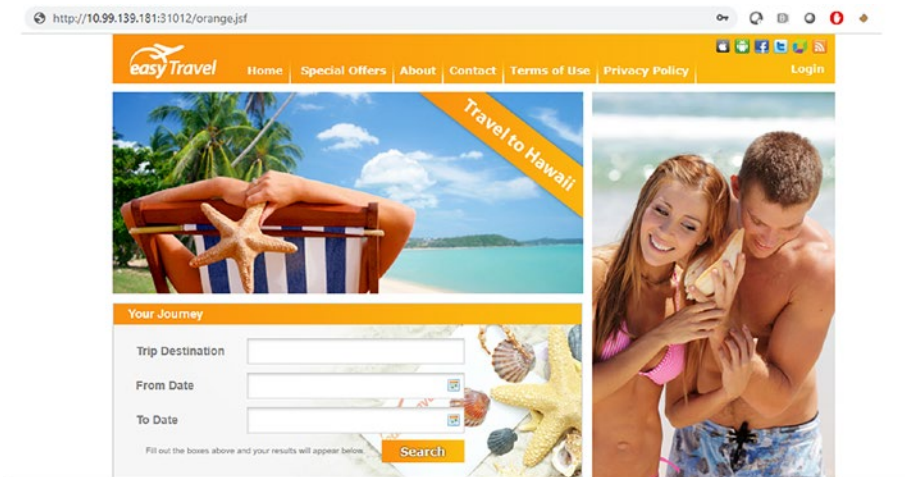 http://10.99.139.181:31012/orange.jsf
easyTravel
Home Special Offers About Contact Terms of Use Privacy Policy Login
Travel to Hawaii
Your Journey
Trip Destination
From Date
To Date
Fill out the boxes above and your results will appear below.
Search